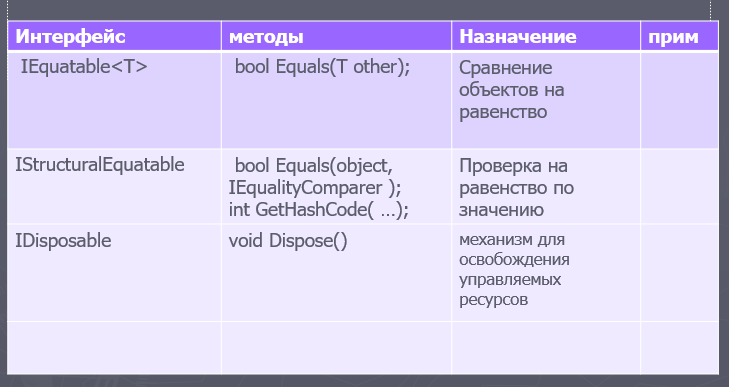 Интерфейс методы Назначение прим
IEquatable<T> bool Equals(T other); Сравнение
объектов на
равенство
IStructuralEquatable bool Equals(object, Проверка на
IEqualityComparer ); равенство по
int GetHashCode( …); значению
IDisposable void Dispose() механизм для
освобождения
управляемых
ресурсов